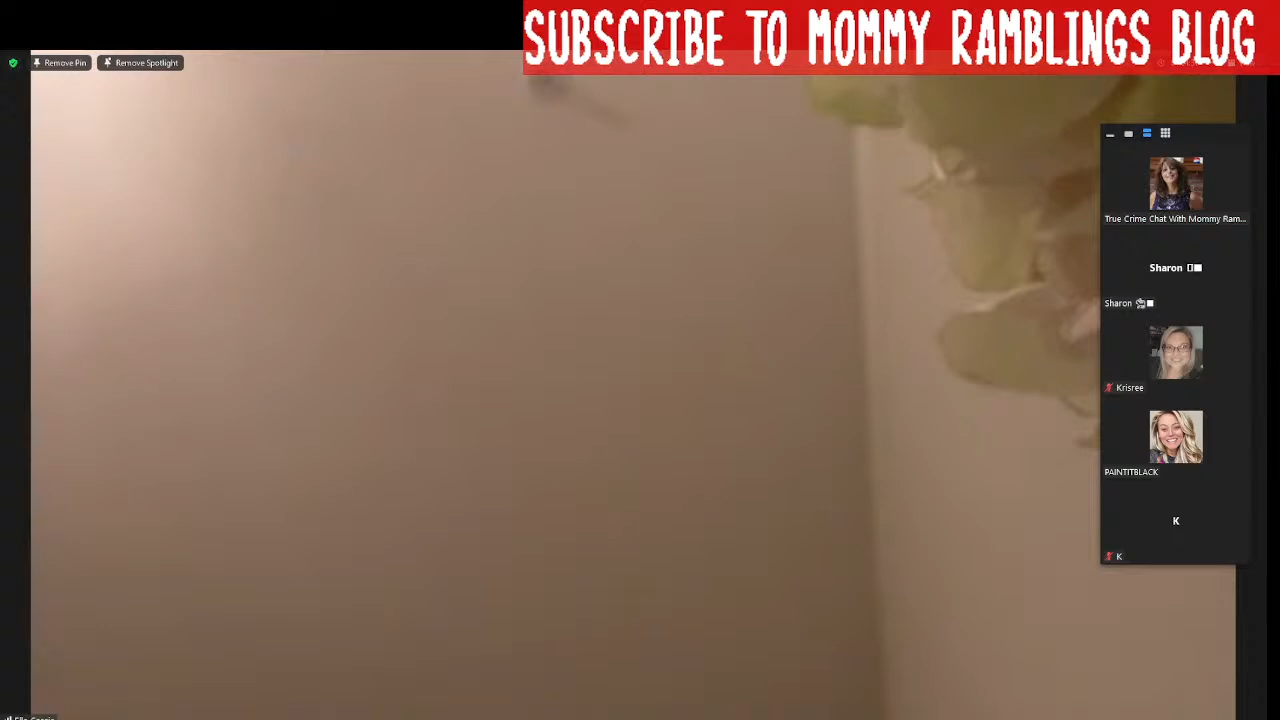 SUBSCRIBE TO MOMMY RAMBLINGS BLOG
Remove Pin
Remove Spotlight
True Crime Chat With Mommy Ram...
Sharon
Sharon
Krisree
PAINTITBLACK
K
K